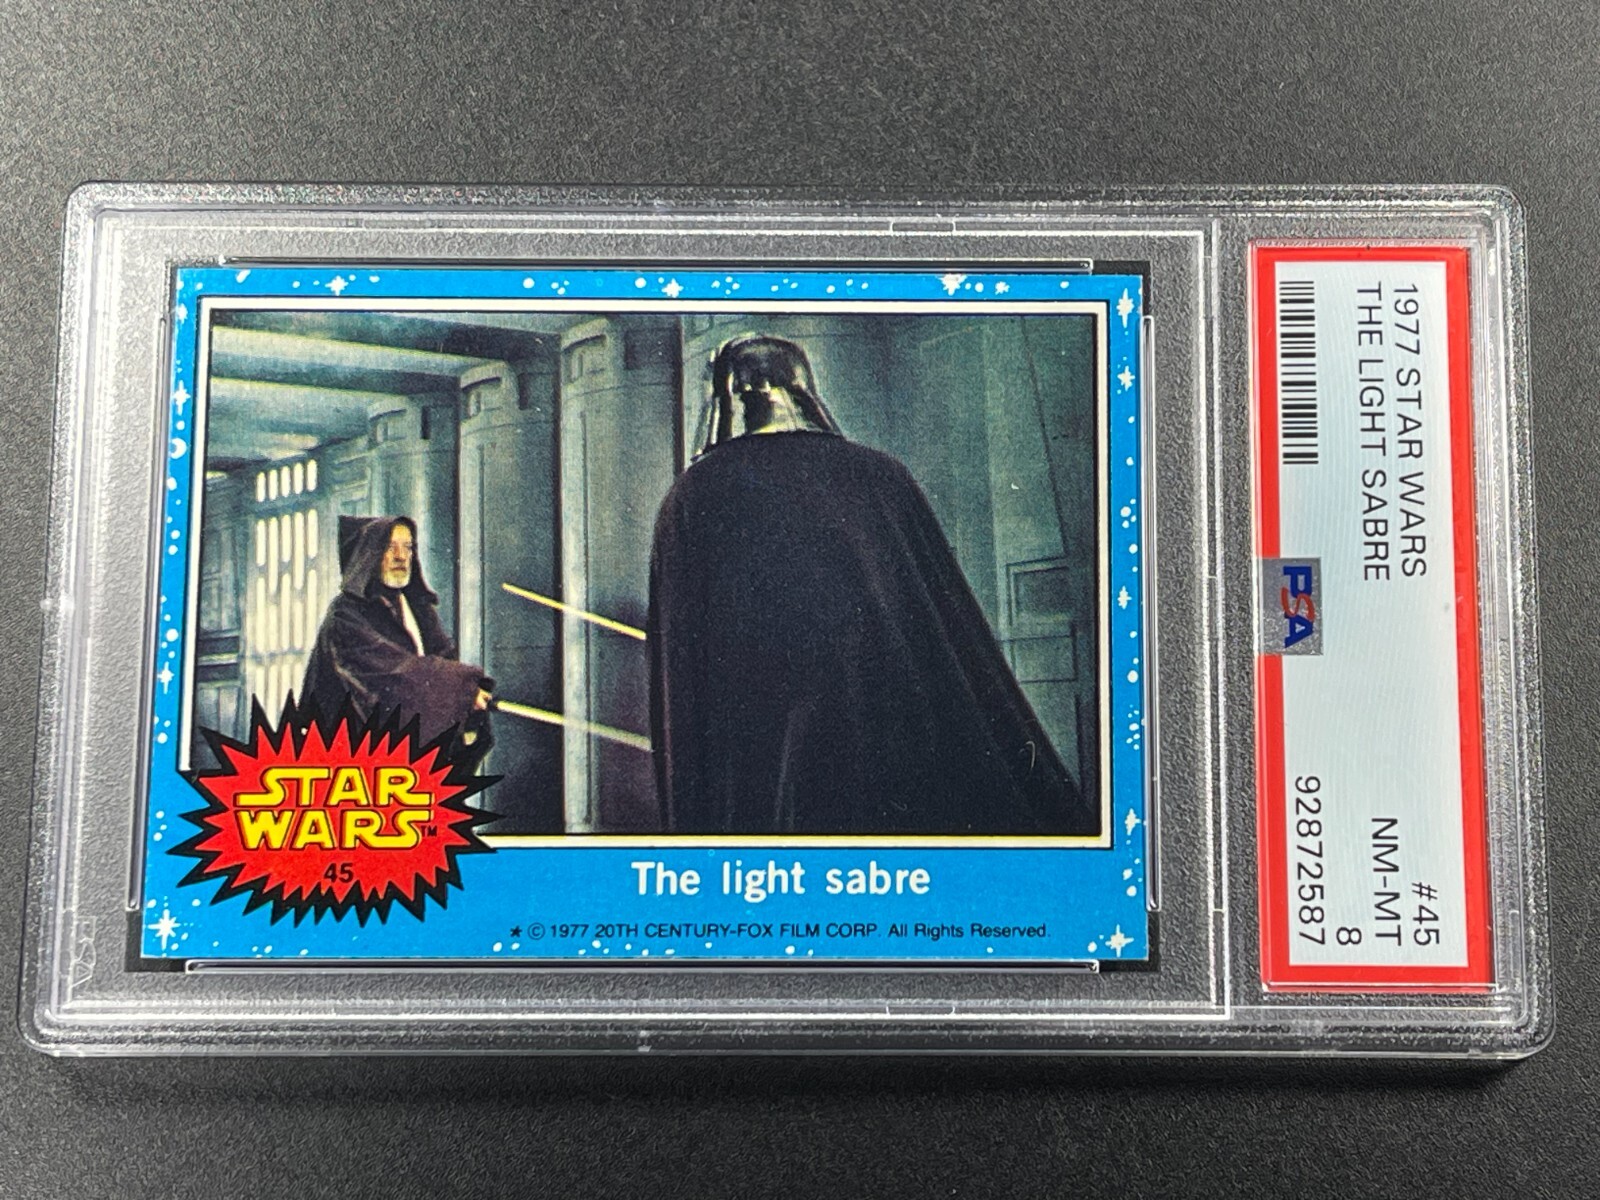 STAR
WARS™
45
The light sabre
★ © 1977 20TH CENTURY-FOX FILM CORP. All Rights Reserved.
1977 STAR WARS #45
THE LIGHT SABRE NM-MT
8
PSA 92872587